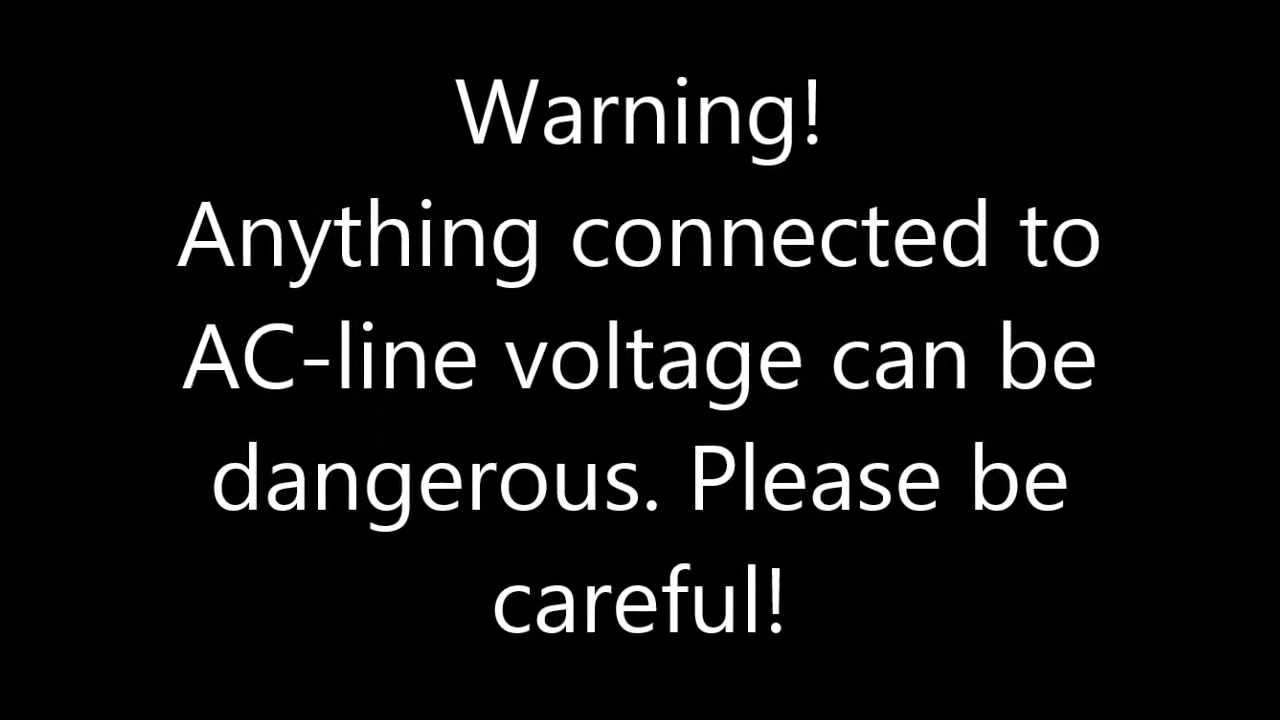 Warning!
Anything connected to
AC-line voltage can be
dangerous. Please be
careful!